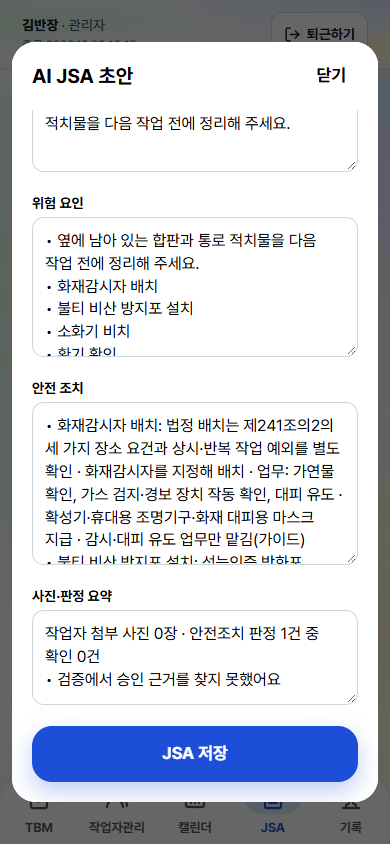 김반장 · 관리자
퇴근하기
AI JSA 초안
닫기
적치물을 다음 작업 전에 정리해 주세요.
위험 요인
• 옆에 남아 있는 합판과 통로 적치물을 다음
작업 전에 정리해 주세요.
• 화재감시자 배치
• 불티 비산 방지포 설치
• 소화기 비치
• 환기 확인
안전 조치
• 화재감시자 배치: 법정 배치는 제241조의2의
세 가지 장소 요건과 상시·반복 작업 예외를 별도
확인 · 화재감시자를 지정해 배치 · 업무: 가연물
확인, 가스 검지·경보 장치 작동 확인, 대피 유도 ·
확성기·휴대용 조명기구·화재 대피용 마스크
지급 · 감시·대피 유도 업무만 맡김(가이드)
• 불티 비산 방지포 설치: 성능인증 방화포
사진·판정 요약
작업자 첨부 사진 0장 · 안전조치 판정 1건 중
확인 0건
• 검증에서 승인 근거를 찾지 못했어요
JSA 저장
TBM
작업자관리
캘린더
JSA
기록